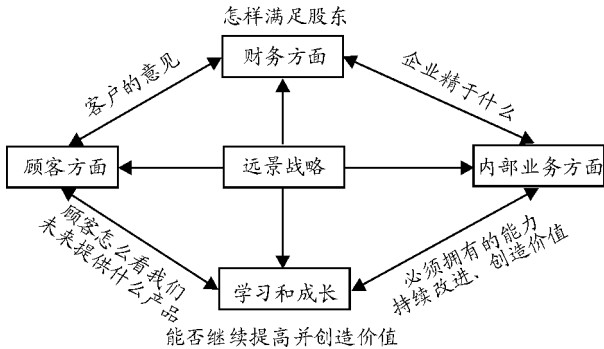 怎样满足股东
财务方面
客户的意见
企业精于什么
顾客方面
远景战略
内部业务方面
顾客怎么看我们
未来提供什么产品
必须拥有的能力
持续改进、创造价值
学习和成长
能否继续提高并创造价值